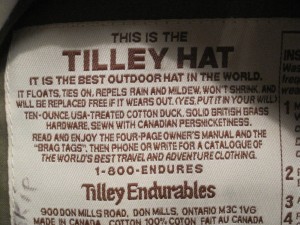 THIS IS THE
TILLEY HAT
IT IS THE BEST OUTDOOR HAT IN THE WORLD.
IT FLOATS, TIES ON, REPELS RAIN AND MILDEW, WON'T SHRINK, AND
WILL BE REPLACED FREE IF IT WEARS OUT. (YES, PUT IT IN YOUR WILL)
TEN-OUNCE USA-TREATED COTTON DUCK. SOLID BRITISH BRASS
HARDWARE, SEWN WITH CANADIAN PERSNICKETINESS.
READ AND ENJOY THE FOUR-PAGE OWNER'S MANUAL AND THE
"BRAG TAGS", THEN PHONE OR WRITE FOR A CATALOGUE OF
THE WORLD'S BEST TRAVEL AND ADVENTURE CLOTHING.
1-800-ENDURES
Tilley Endurables
900 DON MILLS ROAD, DON MILLS, ONTARIO M3C 1V6
MADE IN CANADA COTTON 100% COTON FAIT AU CANADA
INS
1
2
3